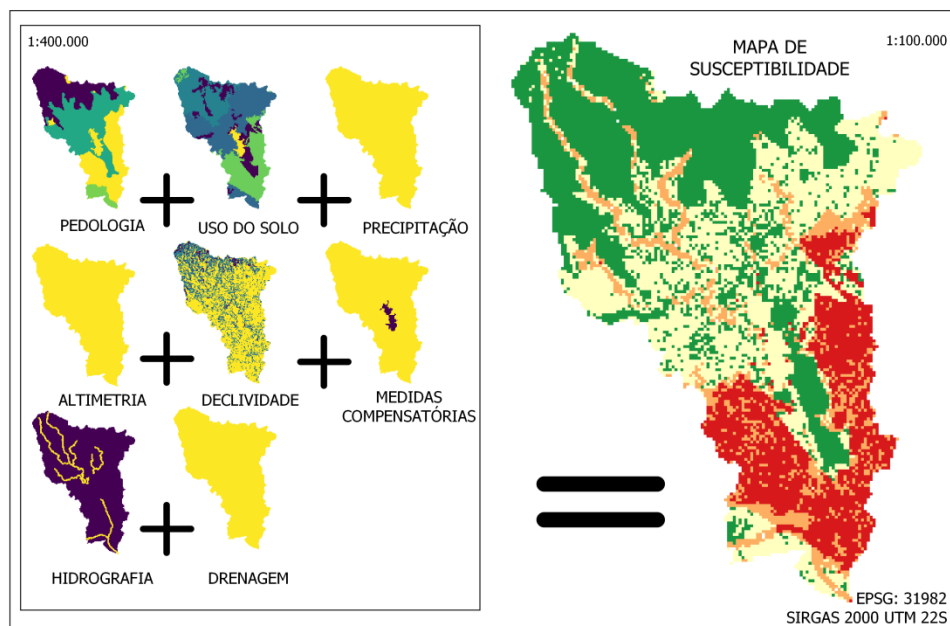 1:400.000
PEDOLOGIA
USO DO SOLO
PRECIPITAÇÃO
ALTIMETRIA
DECLIVIDADE
MEDIDAS
COMPENSATÓRIAS
HIDROGRAFIA
DRENAGEM
MAPA DE
SUSCEPTIBILIDADE
1:100.000
EPSG: 31982
SIRGAS 2000 UTM 22S